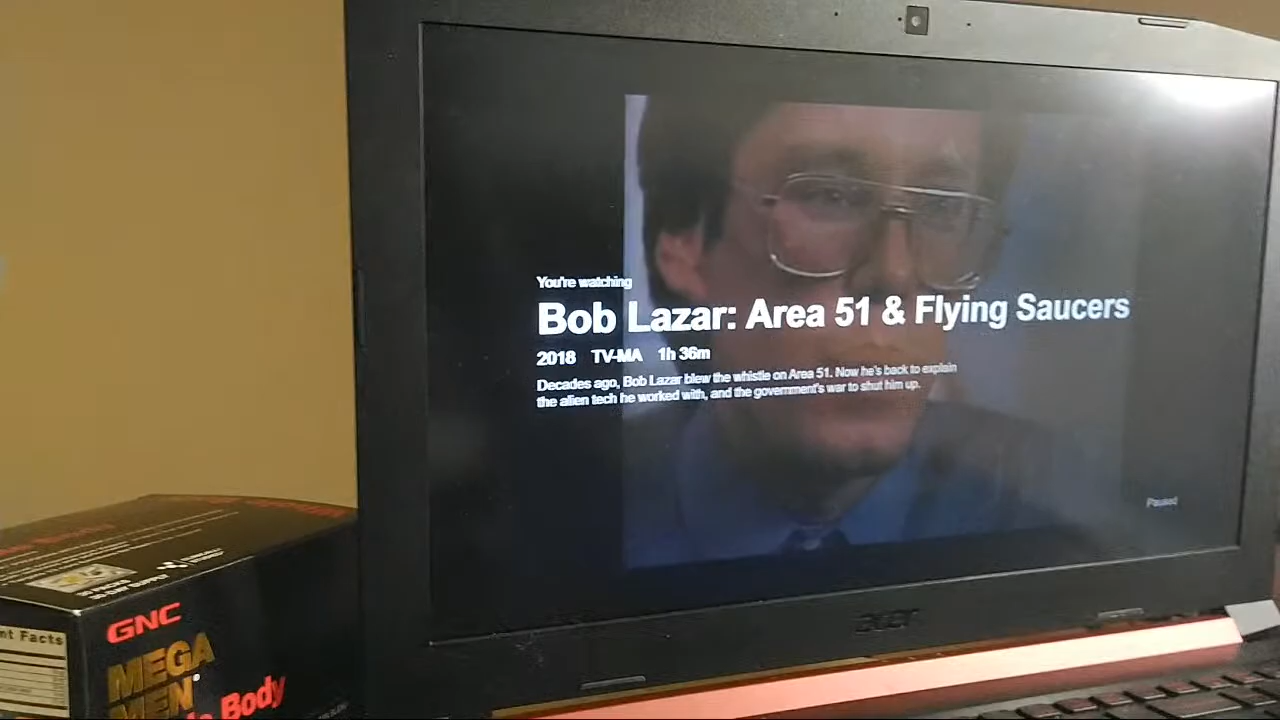 You're watching
Bob Lazar: Area 51 & Flying Saucers
2018 TV-MA 1h 36m
Decades ago, Bob Lazar blew the whistle on Area 51. Now he's back to explain
the alien tech he worked with, and the government's war to shut him up.
Paused
acer
GNC
MEGA
MEN
Body
nt Facts